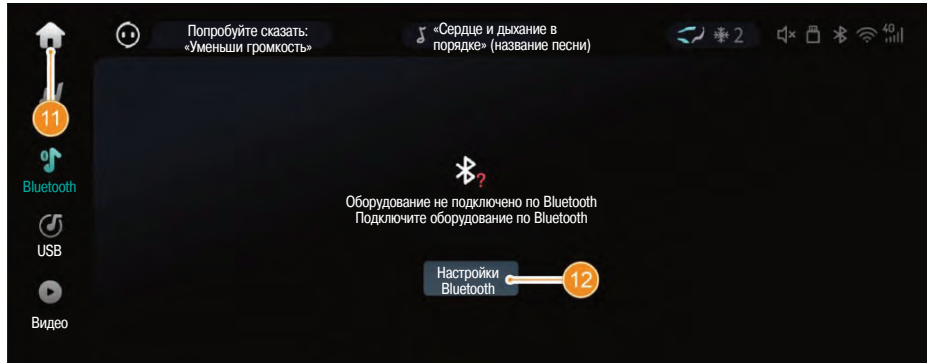 Попробуйте сказать:
«Уменьши громкость»
«Сердце и дыхание в
порядке» (название песни)
2
4G
11
Bluetooth
USB
Видео
?
Оборудование не подключено по Bluetooth
Подключите оборудование по Bluetooth
Настройки
Bluetooth
12